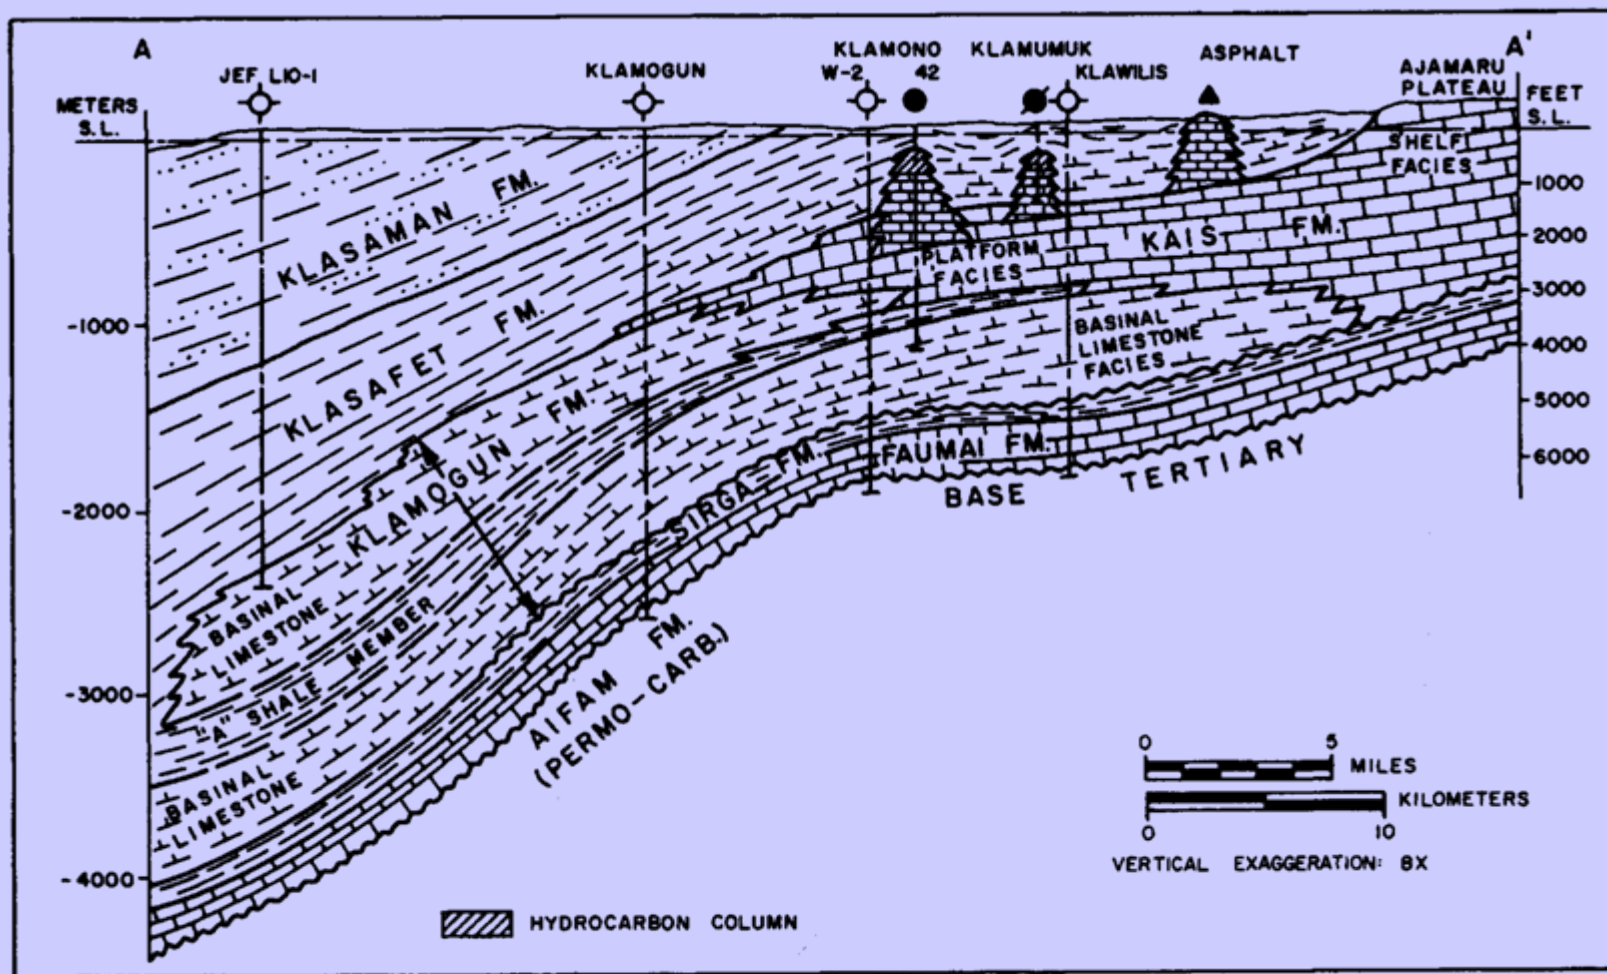 A
A'
JEF LIO-1
KLAMOGUN
KLAMONO
W-2 42
KLAMUMUK
KLAWILIS
ASPHALT
AJAMARU
PLATEAU
METERS
S.L.
FEET
S.L.
SHELF
FACIES
KLASAMAN FM.
KLASAFET FM.
KLAMOGUN FM.
PLATFORM
FACIES
KAIS FM.
BASINAL
LIMESTONE
FACIES
1000
2000
3000
4000
5000
6000
-1000
-2000
-3000
-4000
SIRGA FM.
FAUMAI FM.
BASE TERTIARY
BASINAL
LIMESTONE
"A" SHALE MEMBER
BASINAL
LIMESTONE
AIFAM FM.
(PERMO-CARB.)
0 5
MILES
KILOMETERS
0 10
VERTICAL EXAGGERATION: 8X
HYDROCARBON COLUMN